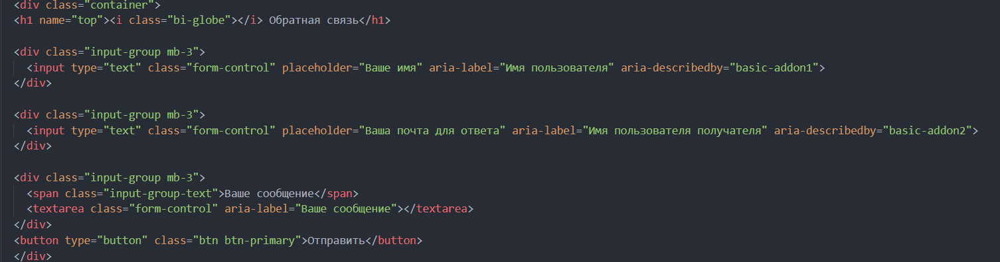 <div class="container">
<h1 name="top"><i class="bi-globe"></i> Обратная связь</h1>
<div class="input-group mb-3">
<input type="text" class="form-control" placeholder="Ваше имя" aria-label="Имя пользователя" aria-describedby="basic-addon1">
</div>
<div class="input-group mb-3">
<input type="text" class="form-control" placeholder="Ваша почта для ответа" aria-label="Имя пользователя получателя" aria-describedby="basic-addon2">
</div>
<div class="input-group mb-3">
<span class="input-group-text">Ваше сообщение</span>
<textarea class="form-control" aria-label="Ваше сообщение"></textarea>
</div>
<button type="button" class="btn btn-primary">Отправить</button>
</div>